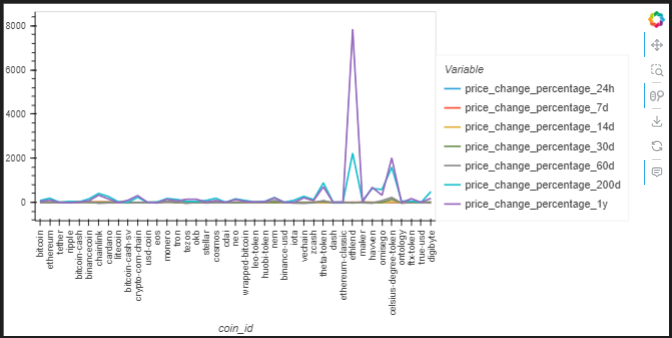 8000
6000
4000
2000
0
bitcoin
ethereum
tether
ripple
bitcoin-cash
binancecoin
chainlink
cardano
litecoin
bitcoin-cash-sv
crypto-com-chain
usd-coin
eos
monero
tron
tezos
okb
stellar
cosmos
cdai
neo
wrapped-bitcoin
leo-token
huobi-token
nem
binance-usd
iota
vechain
zcash
theta-token
dash
ethereum-classic
ethlend
maker
havven
omisego
celsius-degree-token
ontology
ftx-token
true-usd
digibyte
coin_id
Variable
price_change_percentage_24h
price_change_percentage_7d
price_change_percentage_14d
price_change_percentage_30d
price_change_percentage_60d
price_change_percentage_200d
price_change_percentage_1y